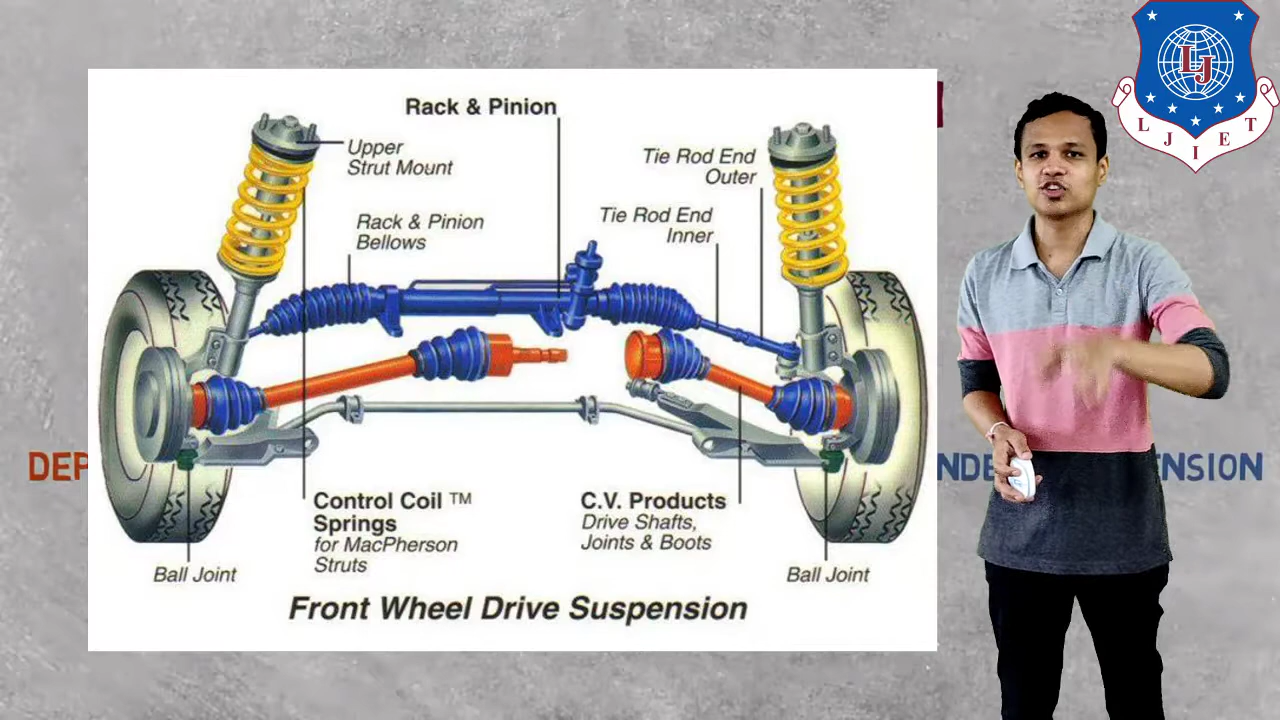 Rack & Pinion
Upper
Strut Mount
Tie Rod End
Outer
Rack & Pinion
Bellows
Tie Rod End
Inner
DEP
NDE
ENSION
Control Coil ™
Springs
for MacPherson
Struts
C.V. Products
Drive Shafts,
Joints & Boots
Ball Joint
Ball Joint
Front Wheel Drive Suspension
LJ
L J I E T